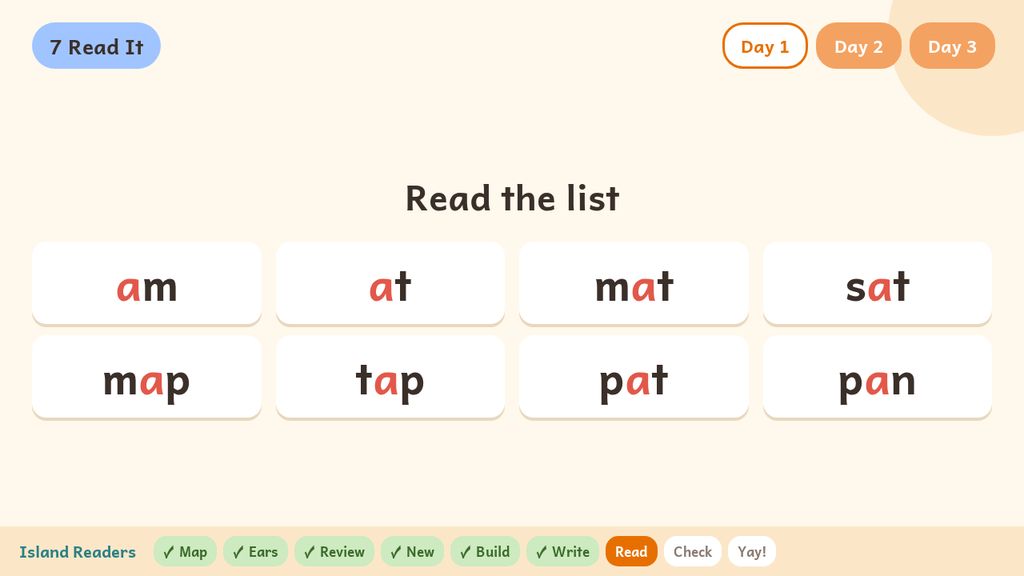 7 Read It
Day 1 Day 2 Day 3
Read the list
am at mat sat
map tap pat pan
Island Readers ✓ Map ✓ Ears ✓ Review ✓ New ✓ Build ✓ Write Read Check Yay!